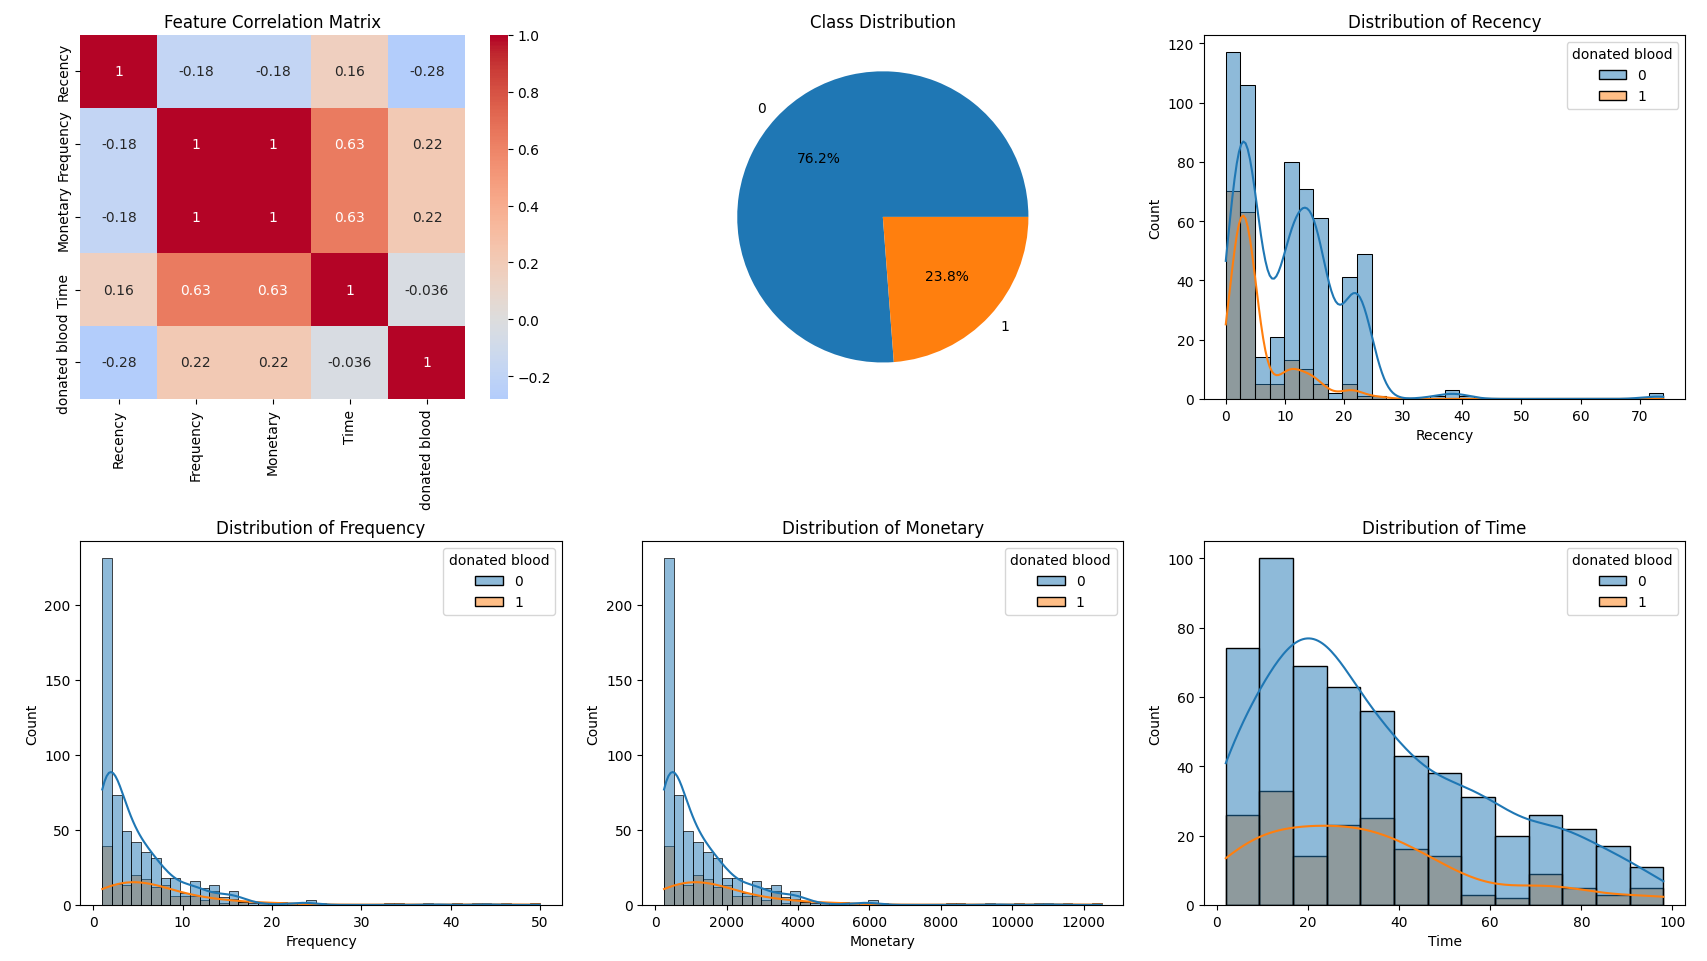 Feature Correlation Matrix
Recency
Frequency
Monetary
Time
donated blood
1 -0.18 -0.18 0.16 -0.28
-0.18 1 1 0.63 0.22
-0.18 1 1 0.63 0.22
0.16 0.63 0.63 1 -0.036
-0.28 0.22 0.22 -0.036 1
Recency Frequency Monetary Time donated blood
1.0
0.8
0.6
0.4
0.2
0.0
−0.2
Class Distribution
0
76.2%
23.8%
1
Distribution of Recency
donated blood
0
1
Count
120
100
80
60
40
20
0
0 10 20 30 40 50 60 70
Recency
Distribution of Frequency
donated blood
0
1
Count
200
150
100
50
0
0 10 20 30 40 50
Frequency
Distribution of Monetary
donated blood
0
1
Count
200
150
100
50
0
0 2000 4000 6000 8000 10000 12000
Monetary
Distribution of Time
donated blood
0
1
Count
100
80
60
40
20
0
0 20 40 60 80 100
Time